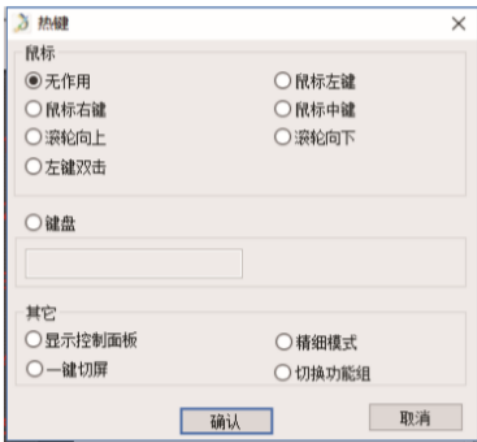 热键
鼠标
无作用
鼠标左键
鼠标右键
鼠标中键
滚轮向上
滚轮向下
左键双击
键盘
其它
显示控制面板
精细模式
一键切屏
切换功能组
确认
取消